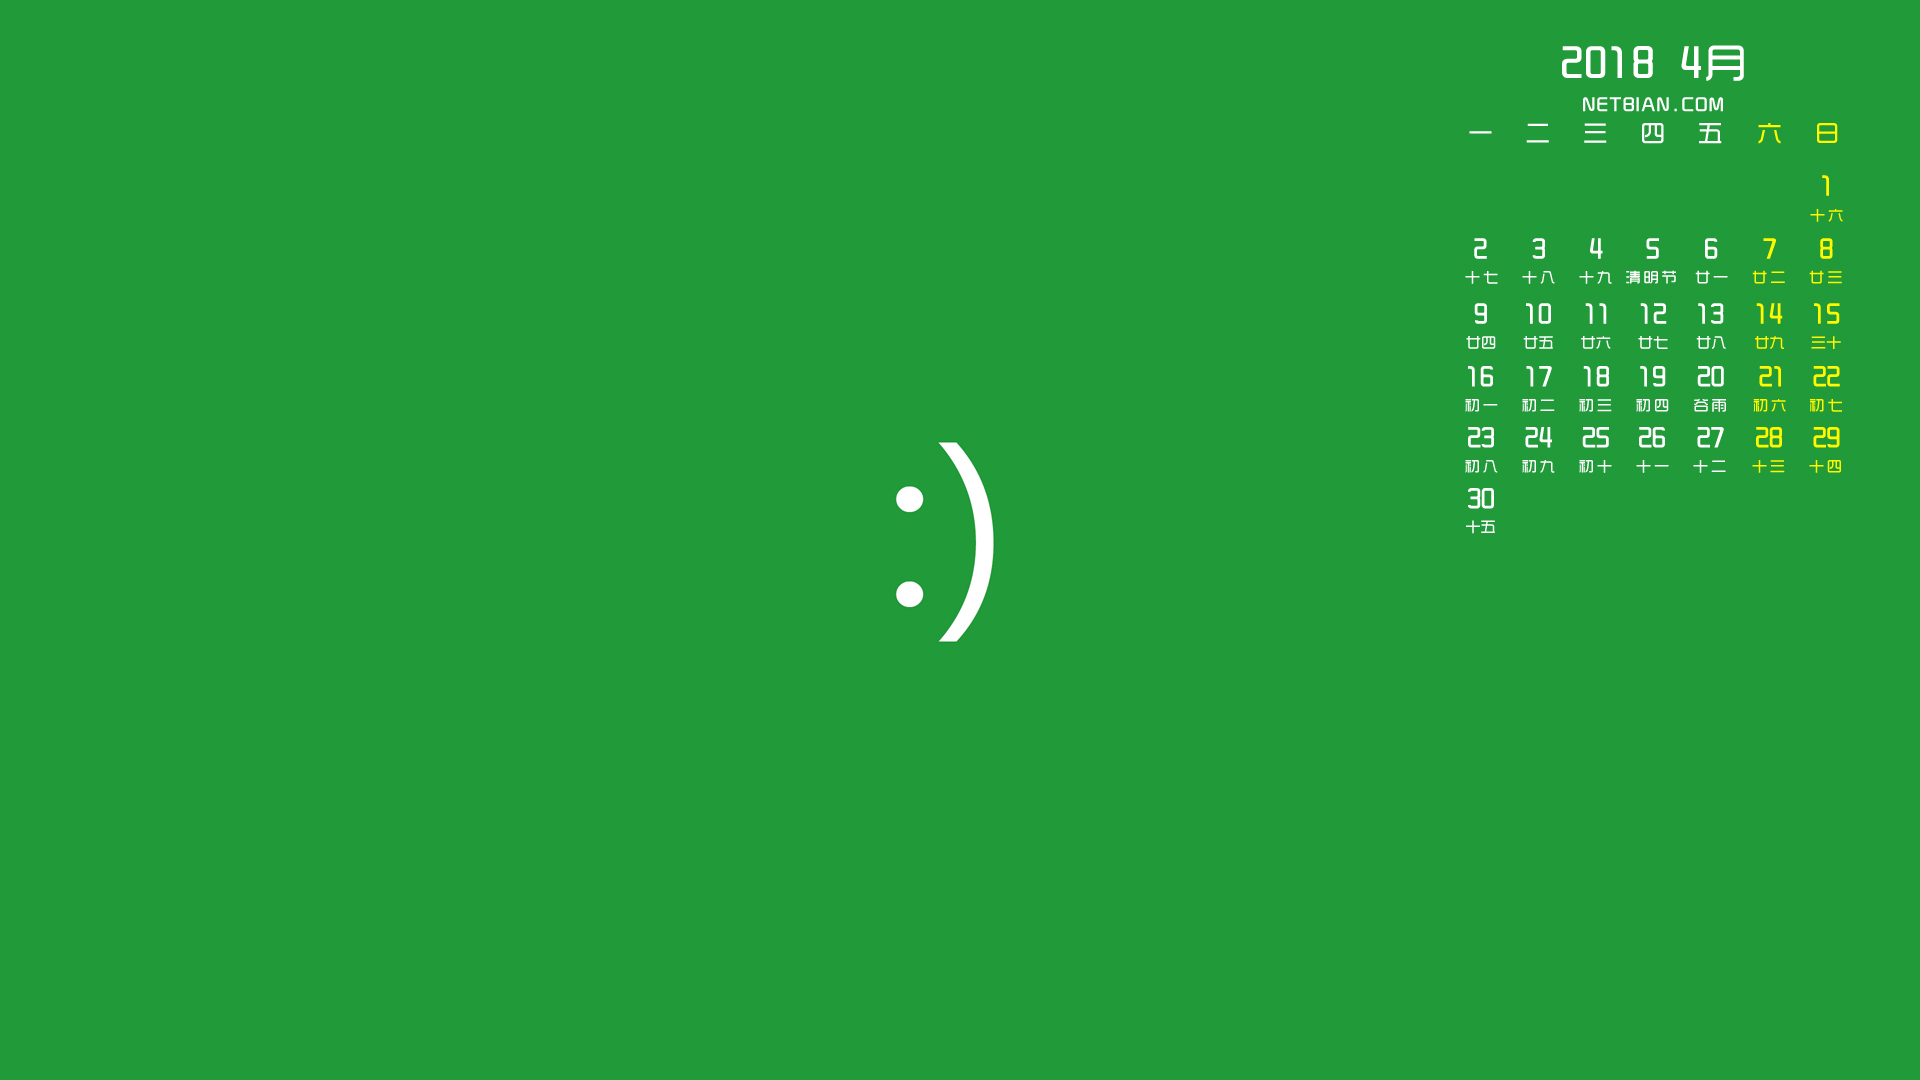 2018 4月
NETBIAN.COM
一 二 三 四 五 六 日
1
十六
2 3 4 5 6 7 8
十七 十八 十九 清明节 廿一 廿二 廿三
9 10 11 12 13 14 15
廿四 廿五 廿六 廿七 廿八 廿九 三十
16 17 18 19 20 21 22
初一 初二 初三 初四 谷雨 初六 初七
23 24 25 26 27 28 29
初八 初九 初十 十一 十二 十三 十四
30
十五
:)